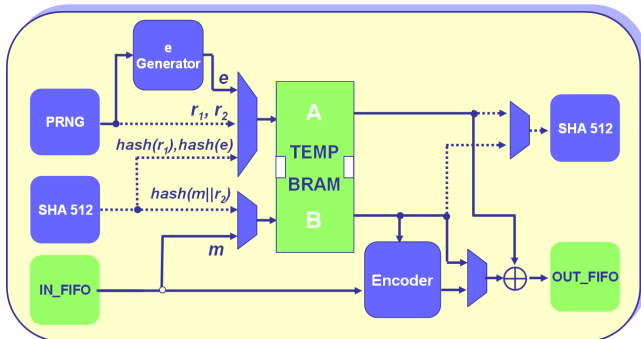 e
Generator
e
PRNG
r1, r2
A
SHA 512
hash(r1),hash(e)
TEMP
BRAM
SHA 512
hash(m||r2)
B
m
IN_FIFO
Encoder
OUT_FIFO